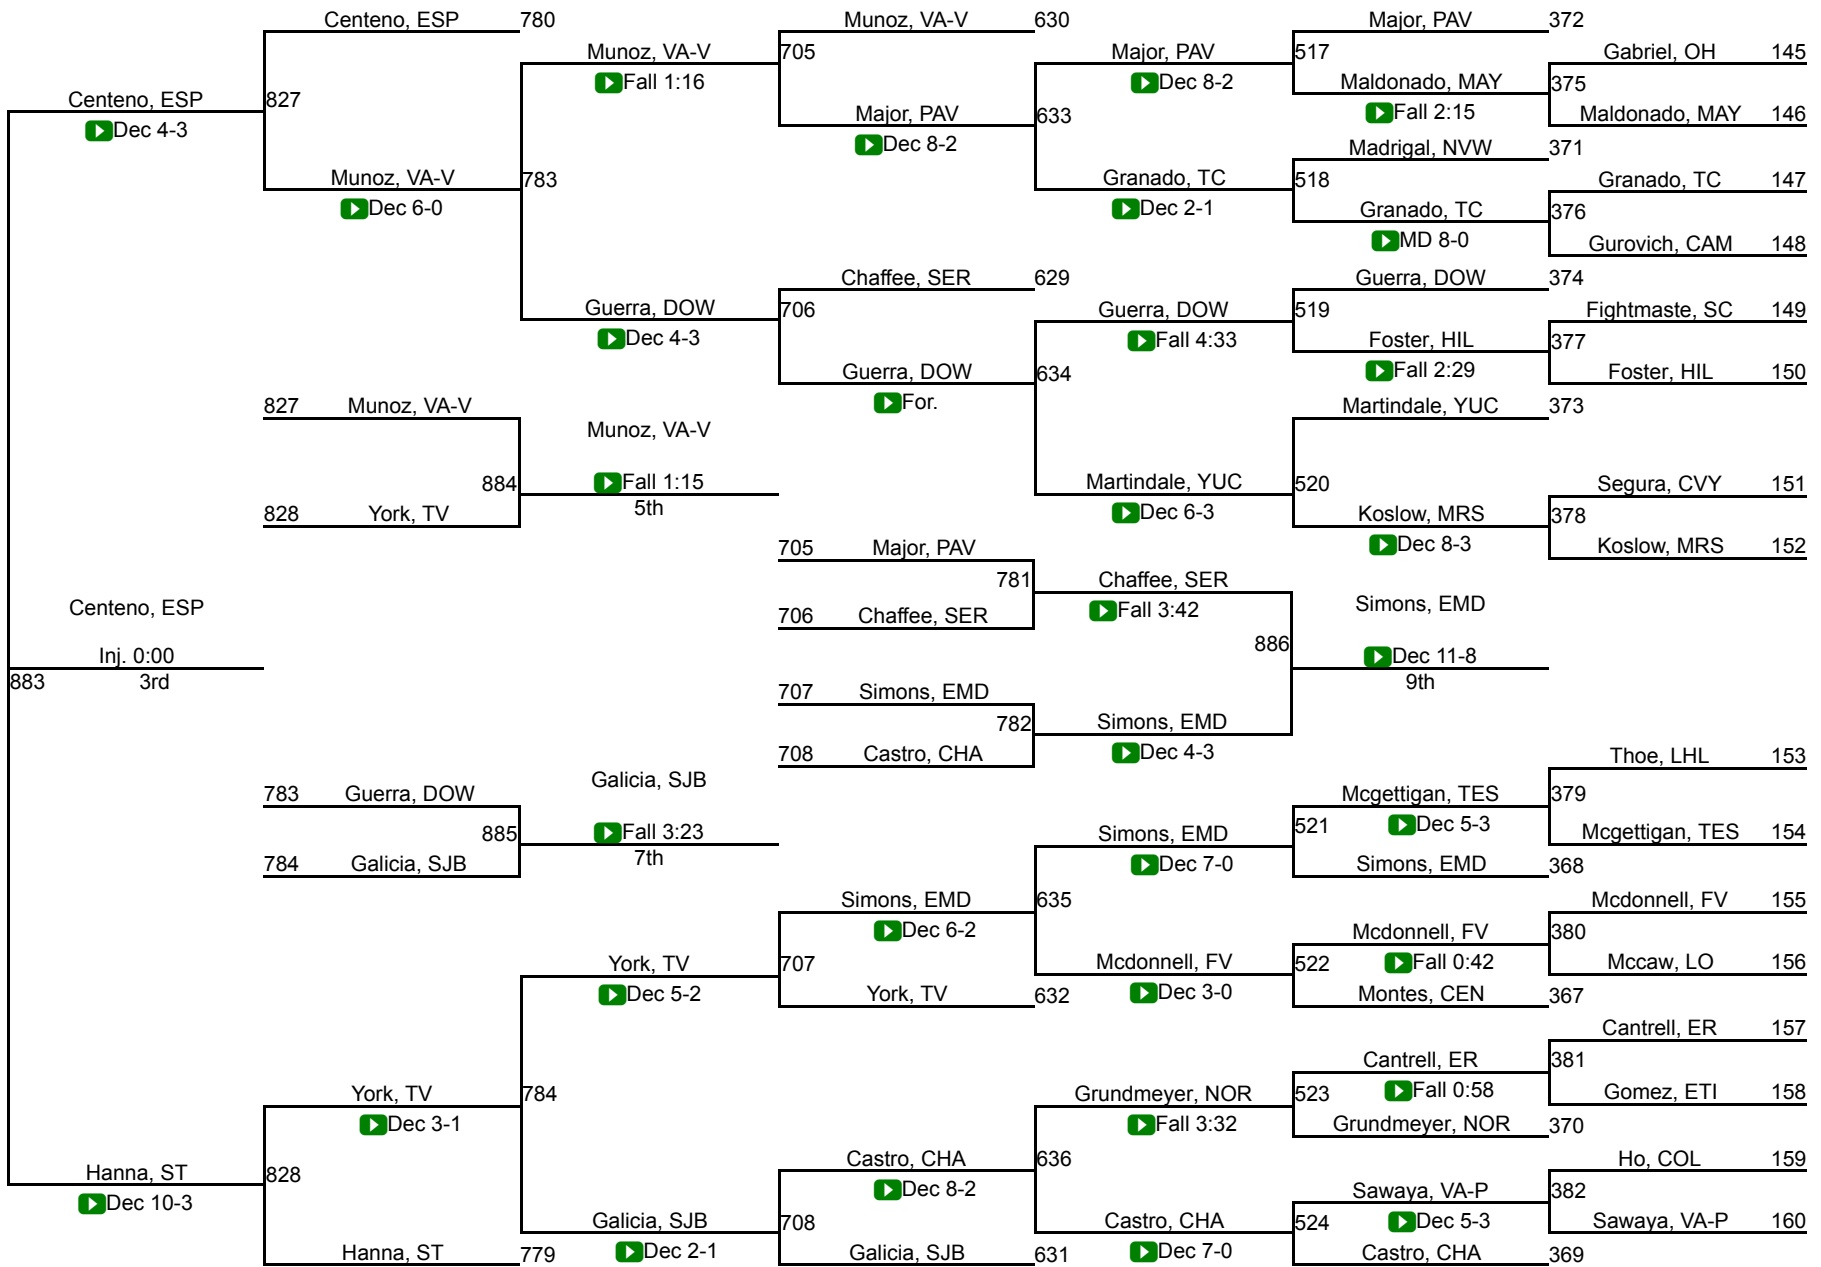 Centeno, ESP 780
Munoz, VA-V 630
Major, PAV 372
Munoz, VA-V 705
Major, PAV 517
Gabriel, OH 145
Fall 1:16
Dec 8-2
Maldonado, MAY 375
Centeno, ESP 827
Major, PAV 633
Fall 2:15
Maldonado, MAY 146
Dec 4-3
Dec 8-2
Madrigal, NVW 371
Munoz, VA-V 783
Granado, TC 518
Granado, TC 147
Dec 6-0
Dec 2-1
Granado, TC 376
MD 8-0
Gurovich, CAM 148
Chaffee, SER 629
Guerra, DOW 374
Guerra, DOW 706
Guerra, DOW 519
Fightmaste, SC 149
Dec 4-3
Fall 4:33
Foster, HIL 377
Guerra, DOW 634
Fall 2:29
Foster, HIL 150
For.
827 Munoz, VA-V
Martindale, YUC 373
Munoz, VA-V
884 Fall 1:15
Martindale, YUC 520
Segura, CVY 151
5th
828 York, TV
Dec 6-3
Koslow, MRS 378
705 Major, PAV
Dec 8-3
Koslow, MRS 152
781 Chaffee, SER
Centeno, ESP
706 Chaffee, SER
Fall 3:42
Simons, EMD
886
Inj. 0:00
Dec 11-8
883 3rd
9th
707 Simons, EMD
782 Simons, EMD
708 Castro, CHA
Dec 4-3
Thoe, LHL 153
Galicia, SJB
783 Guerra, DOW
Mcgettigan, TES 379
885 Fall 3:23
Simons, EMD 521
Dec 5-3
Mcgettigan, TES 154
7th
784 Galicia, SJB
Dec 7-0
Simons, EMD 368
Simons, EMD 635
Mcdonnell, FV 155
Dec 6-2
Mcdonnell, FV 380
York, TV 707
Mcdonnell, FV 522
Fall 0:42
Mccaw, LO 156
Dec 5-2
York, TV 632
Dec 3-0
Montes, CEN 367
Cantrell, ER 157
Cantrell, ER 381
York, TV 784
Grundmeyer, NOR 523
Fall 0:58
Gomez, ETI 158
Dec 3-1
Fall 3:32
Grundmeyer, NOR 370
Hanna, ST 828
Castro, CHA 636
Ho, COL 159
Dec 10-3
Dec 8-2
Sawaya, VA-P 382
Galicia, SJB 708
Castro, CHA 524
Dec 5-3
Sawaya, VA-P 160
Hanna, ST 779
Dec 2-1
Galicia, SJB 631
Dec 7-0
Castro, CHA 369